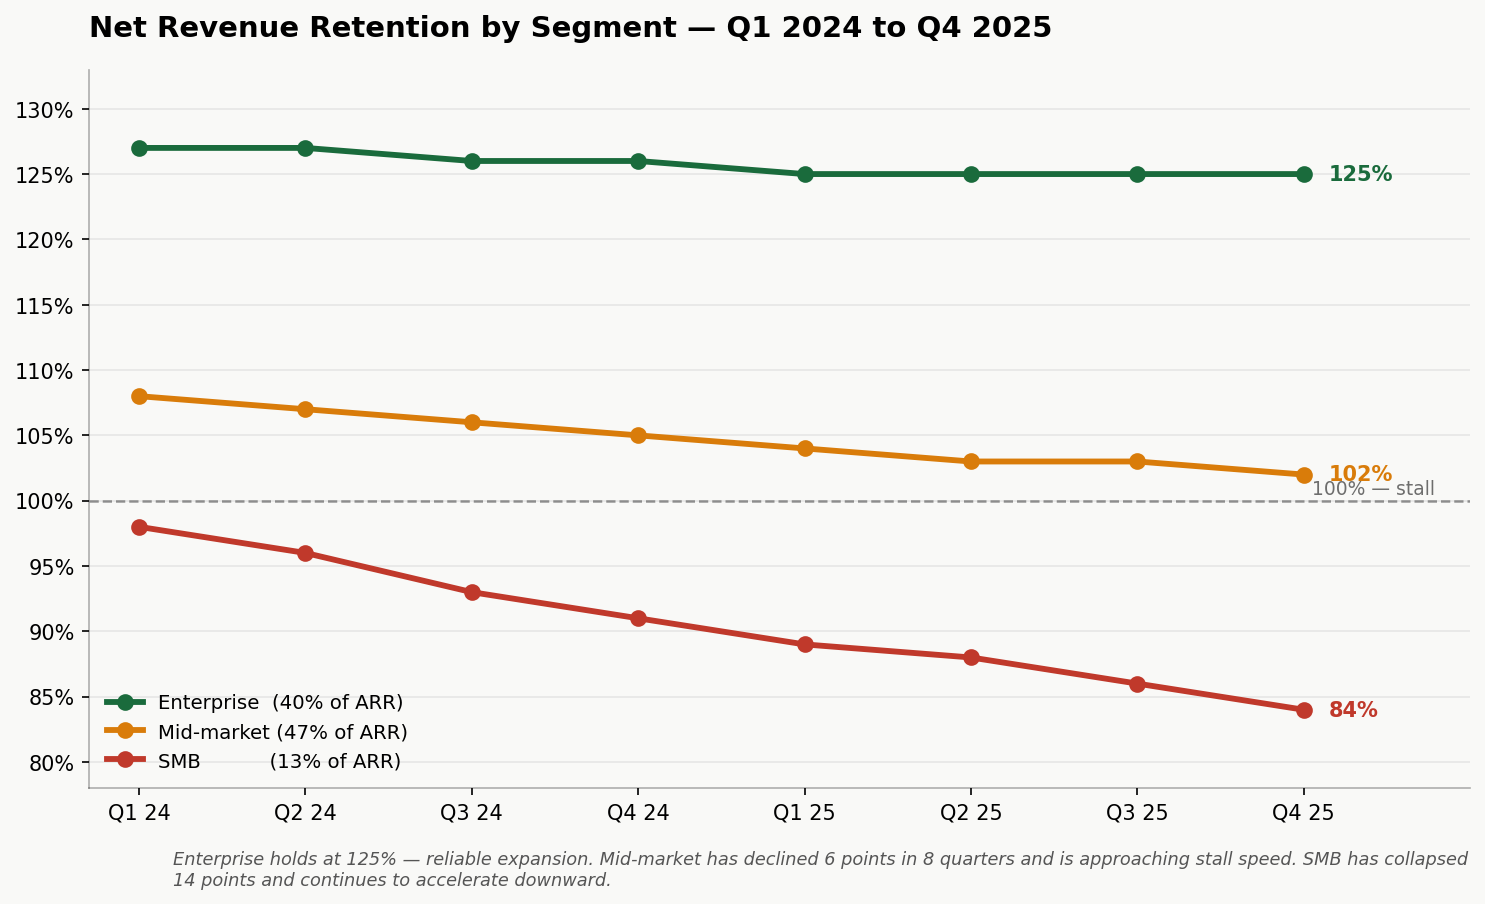 Net Revenue Retention by Segment — Q1 2024 to Q4 2025
130%
125%
120%
115%
110%
105%
100%
95%
90%
85%
80%
125%
102%
100% — stall
84%
Enterprise (40% of ARR)
Mid-market (47% of ARR)
SMB (13% of ARR)
Q1 24 Q2 24 Q3 24 Q4 24 Q1 25 Q2 25 Q3 25 Q4 25
Enterprise holds at 125% — reliable expansion. Mid-market has declined 6 points in 8 quarters and is approaching stall speed. SMB has collapsed
14 points and continues to accelerate downward.